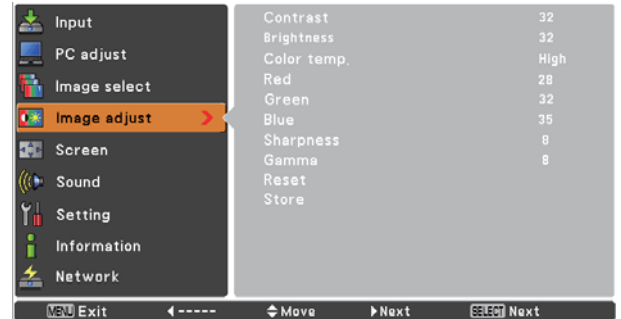 Input
PC adjust
Image select
Image adjust
Screen
Sound
Setting
Information
Network
Contrast 32
Brightness 32
Color temp. High
Red 28
Green 32
Blue 35
Sharpness 8
Gamma 8
Reset
Store
MENU Exit ----- Move Next SELECT Next